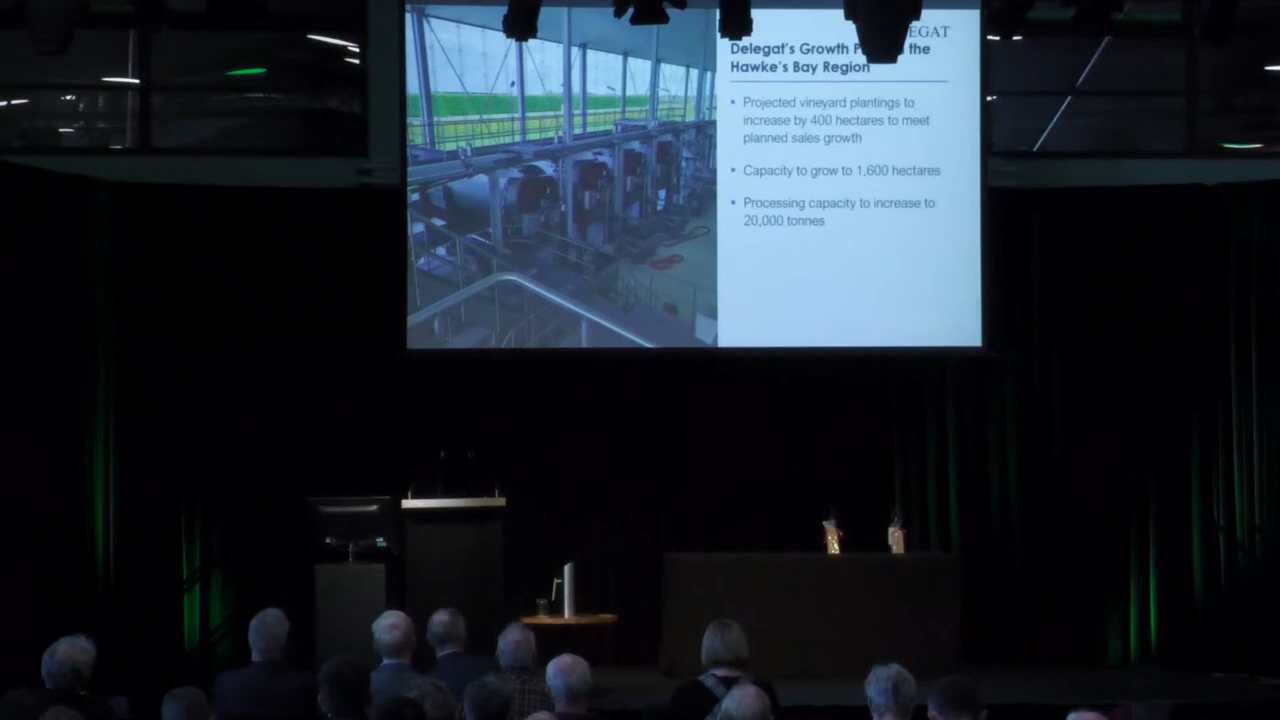 EGAT
Delegat's Growth P the
Hawke's Bay Region
▪ Projected vineyard plantings to
increase by 400 hectares to meet
planned sales growth
▪ Capacity to grow to 1,600 hectares
▪ Processing capacity to increase to
20,000 tonnes